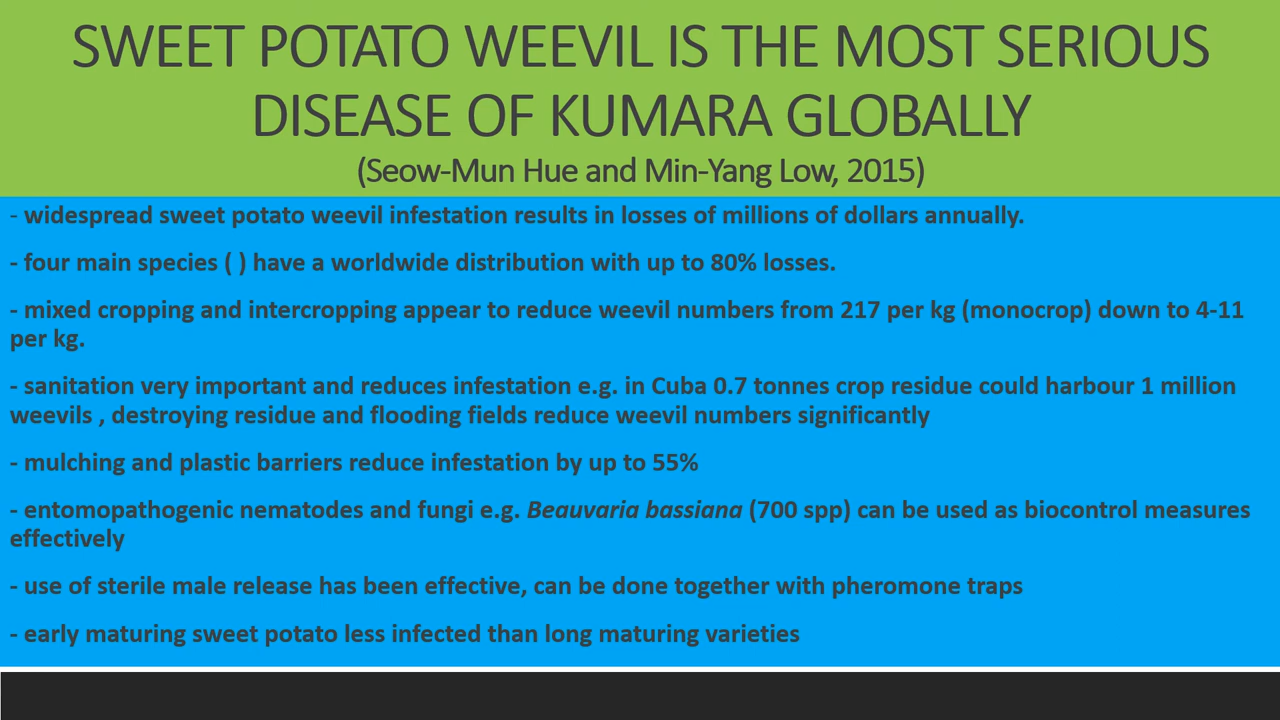 SWEET POTATO WEEVIL IS THE MOST SERIOUS
DISEASE OF KUMARA GLOBALLY
(Seow-Mun Hue and Min-Yang Low, 2015)
- widespread sweet potato weevil infestation results in losses of millions of dollars annually.
- four main species ( ) have a worldwide distribution with up to 80% losses.
- mixed cropping and intercropping appear to reduce weevil numbers from 217 per kg (monocrop) down to 4-11
per kg.
- sanitation very important and reduces infestation e.g. in Cuba 0.7 tonnes crop residue could harbour 1 million
weevils , destroying residue and flooding fields reduce weevil numbers significantly
- mulching and plastic barriers reduce infestation by up to 55%
- entomopathogenic nematodes and fungi e.g. Beauvaria bassiana (700 spp) can be used as biocontrol measures
effectively
- use of sterile male release has been effective, can be done together with pheromone traps
- early maturing sweet potato less infected than long maturing varieties